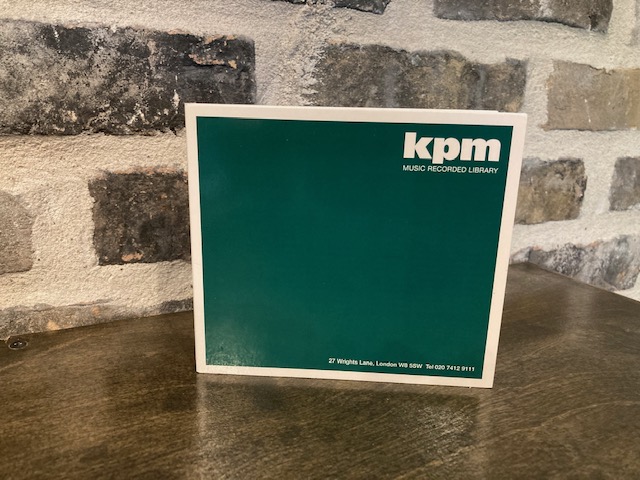 kpm
MUSIC RECORDED LIBRARY
27 Wrights Lane, London W8 5SW Tel 020 7412 9111